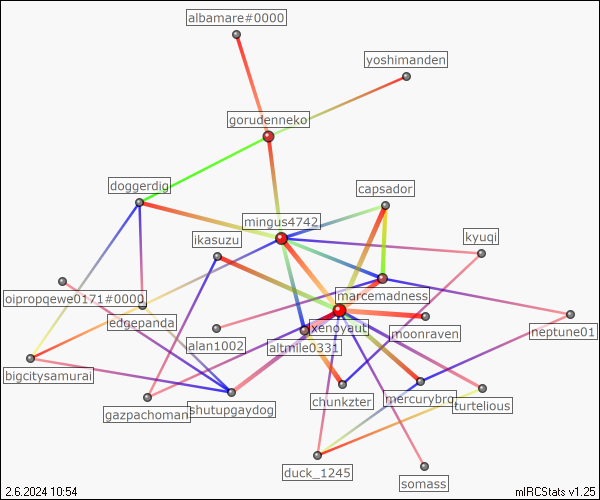 albamare#0000
yoshimanden
gorudenneko
doggerdig
capsador
mingus4742
ikasuzu
kyuqi
marcemadness
oipropqewe0171#0000
edgepanda
xenoyaut
moonraven
neptune01
alan1002
altmile0331
bigcitysamurai
chunkzter
mercurybro
turtelious
gazpachoman
shutupgaydog
duck_1245
somass
2.6.2024 10:54
mIRCStats v1.25